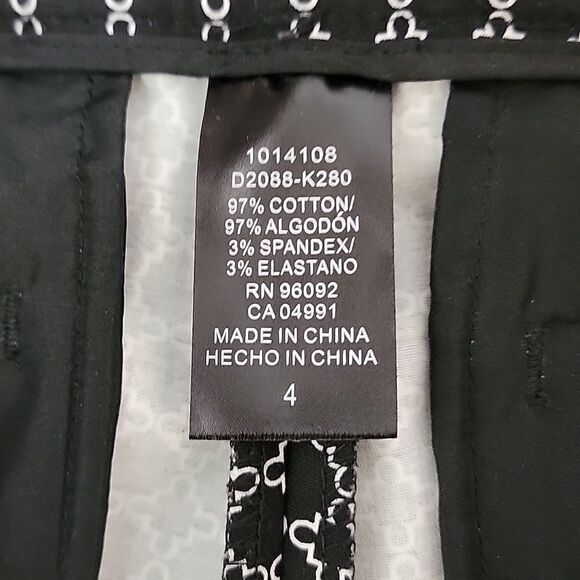 1014108
D2088-K280
97% COTTON/
97% ALGODÓN
3% SPANDEX/
3% ELASTANO
RN 96092
CA 04991
MADE IN CHINA
HECHO IN CHINA
4